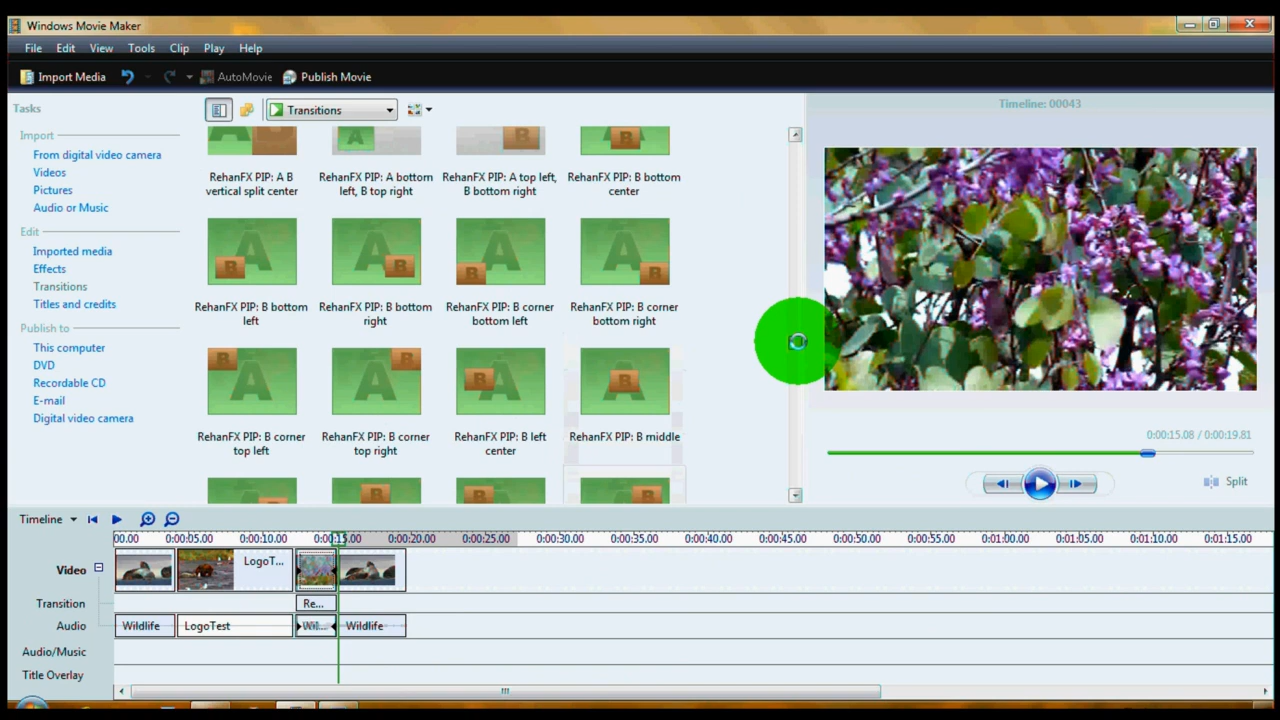 Windows Movie Maker
File Edit View Tools Clip Play Help
Import Media AutoMovie Publish Movie
Tasks
Import
From digital video camera
Videos
Pictures
Audio or Music
Edit
Imported media
Effects
Transitions
Titles and credits
Publish to
This computer
DVD
Recordable CD
E-mail
Digital video camera
Transitions
A B
A
B
B
RehanFX PIP: A B
vertical split center
RehanFX PIP: A bottom
left, B top right
RehanFX PIP: A top left,
B bottom right
RehanFX PIP: B bottom
center
A B
A B
A B
A B
RehanFX PIP: B bottom
left
RehanFX PIP: B bottom
right
RehanFX PIP: B corner
bottom left
RehanFX PIP: B corner
bottom right
B A
A B
B A
A B
RehanFX PIP: B corner
top left
RehanFX PIP: B corner
top right
RehanFX PIP: B left
center
RehanFX PIP: B middle
B
B
B
Timeline: 00043
0:00:15.08 / 0:00:19.81
Split
Timeline
00.00 0:00:05.00 0:00:10.00 0:00:15.00 0:00:20.00 0:00:25.00 0:00:30.00 0:00:35.00 0:00:40.00 0:00:45.00 0:00:50.00 0:00:55.00 0:01:00.00 0:01:05.00 0:01:10.00 0:01:15.00
Video LogoT...
Transition Re...
Audio Wildlife LogoTest Wil... Wildlife
Audio/Music
Title Overlay